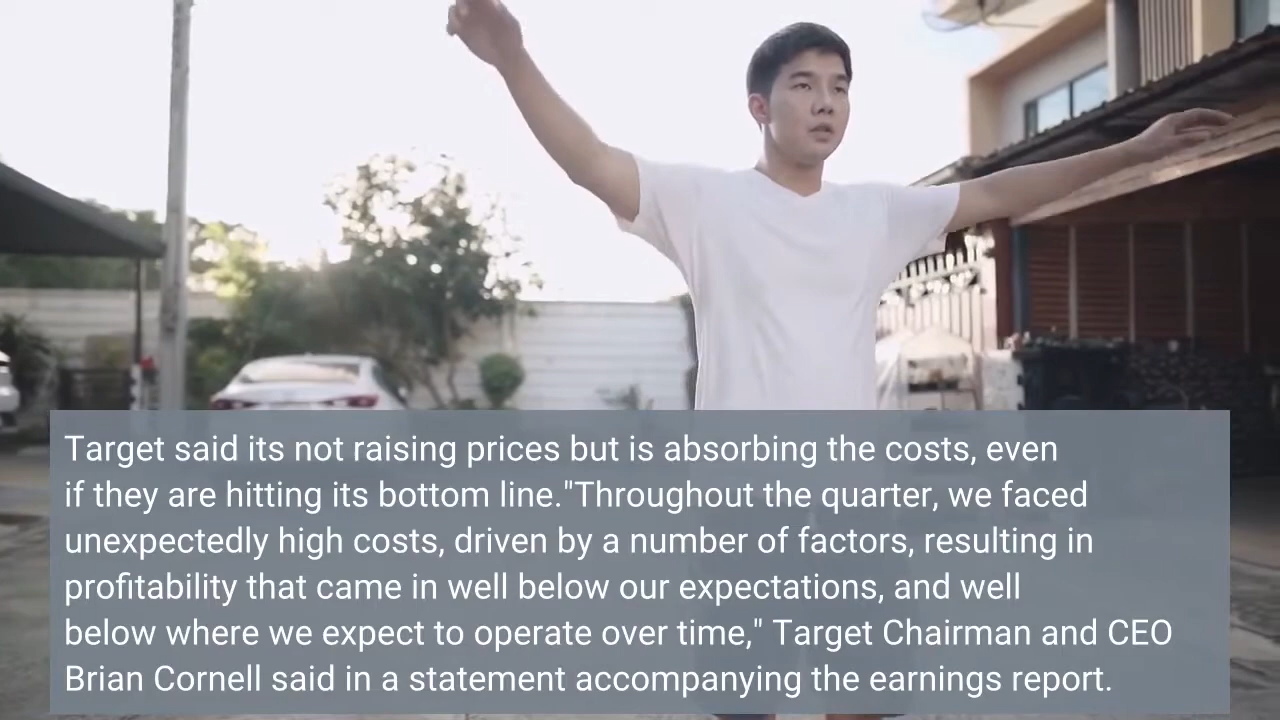 Target said its not raising prices but is absorbing the costs, even
if they are hitting its bottom line."Throughout the quarter, we faced
unexpectedly high costs, driven by a number of factors, resulting in
profitability that came in well below our expectations, and well
below where we expect to operate over time," Target Chairman and CEO
Brian Cornell said in a statement accompanying the earnings report.